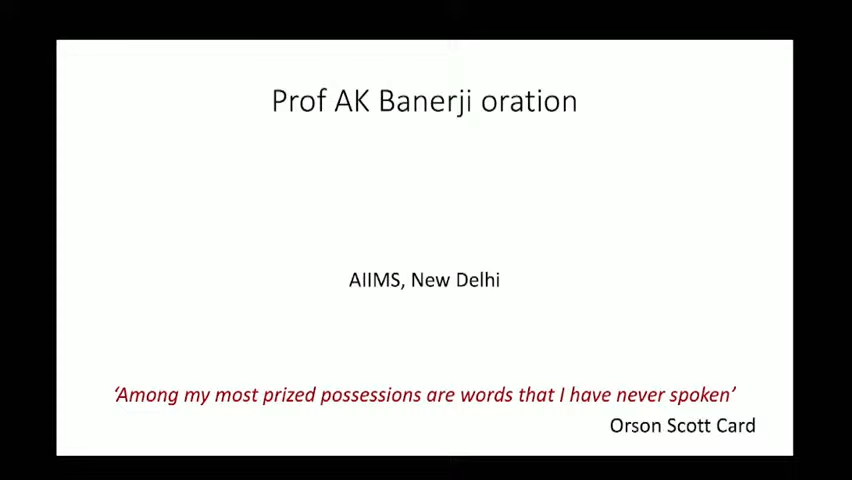 Prof AK Banerji oration
AIIMS, New Delhi
‘Among my most prized possessions are words that I have never spoken’
Orson Scott Card